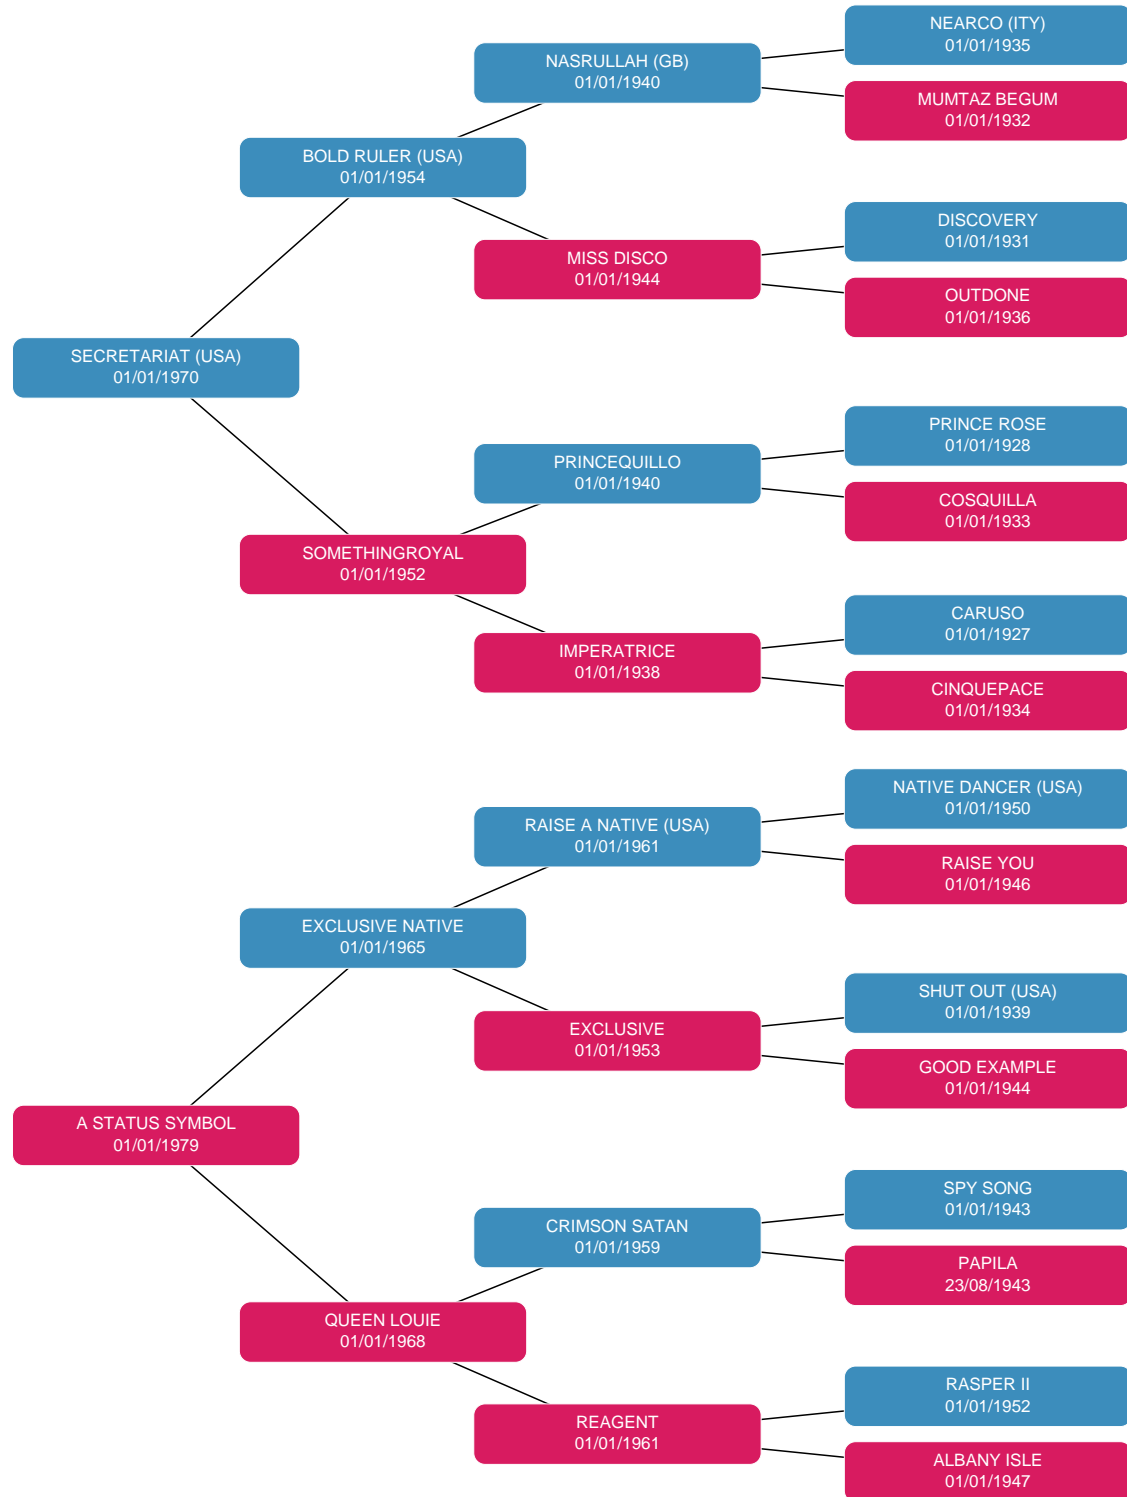 NEARCO (ITY)
01/01/1935
NASRULLAH (GB)
01/01/1940
MUMTAZ BEGUM
01/01/1932
BOLD RULER (USA)
01/01/1954
DISCOVERY
01/01/1931
MISS DISCO
01/01/1944
OUTDONE
01/01/1936
SECRETARIAT (USA)
01/01/1970
PRINCE ROSE
01/01/1928
PRINCEQUILLO
01/01/1940
COSQUILLA
01/01/1933
SOMETHINGROYAL
01/01/1952
CARUSO
01/01/1927
IMPERATRICE
01/01/1938
CINQUEPACE
01/01/1934
NATIVE DANCER (USA)
01/01/1950
RAISE A NATIVE (USA)
01/01/1961
RAISE YOU
01/01/1946
EXCLUSIVE NATIVE
01/01/1965
SHUT OUT (USA)
01/01/1939
EXCLUSIVE
01/01/1953
GOOD EXAMPLE
01/01/1944
A STATUS SYMBOL
01/01/1979
SPY SONG
01/01/1943
CRIMSON SATAN
01/01/1959
PAPILA
23/08/1943
QUEEN LOUIE
01/01/1968
RASPER II
01/01/1952
REAGENT
01/01/1961
ALBANY ISLE
01/01/1947